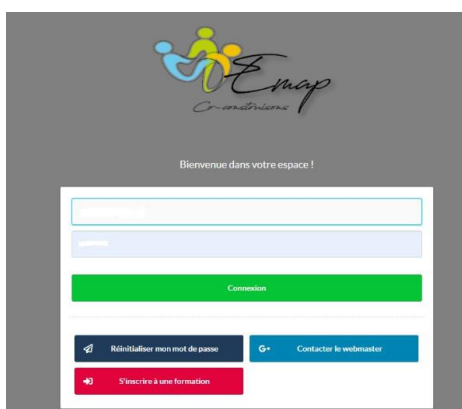 Emap
Co-construisons
Bienvenue dans votre espace !
Connexion
Réinitialiser mon mot de passe
G+ Contacter le webmaster
S'inscrire à une formation